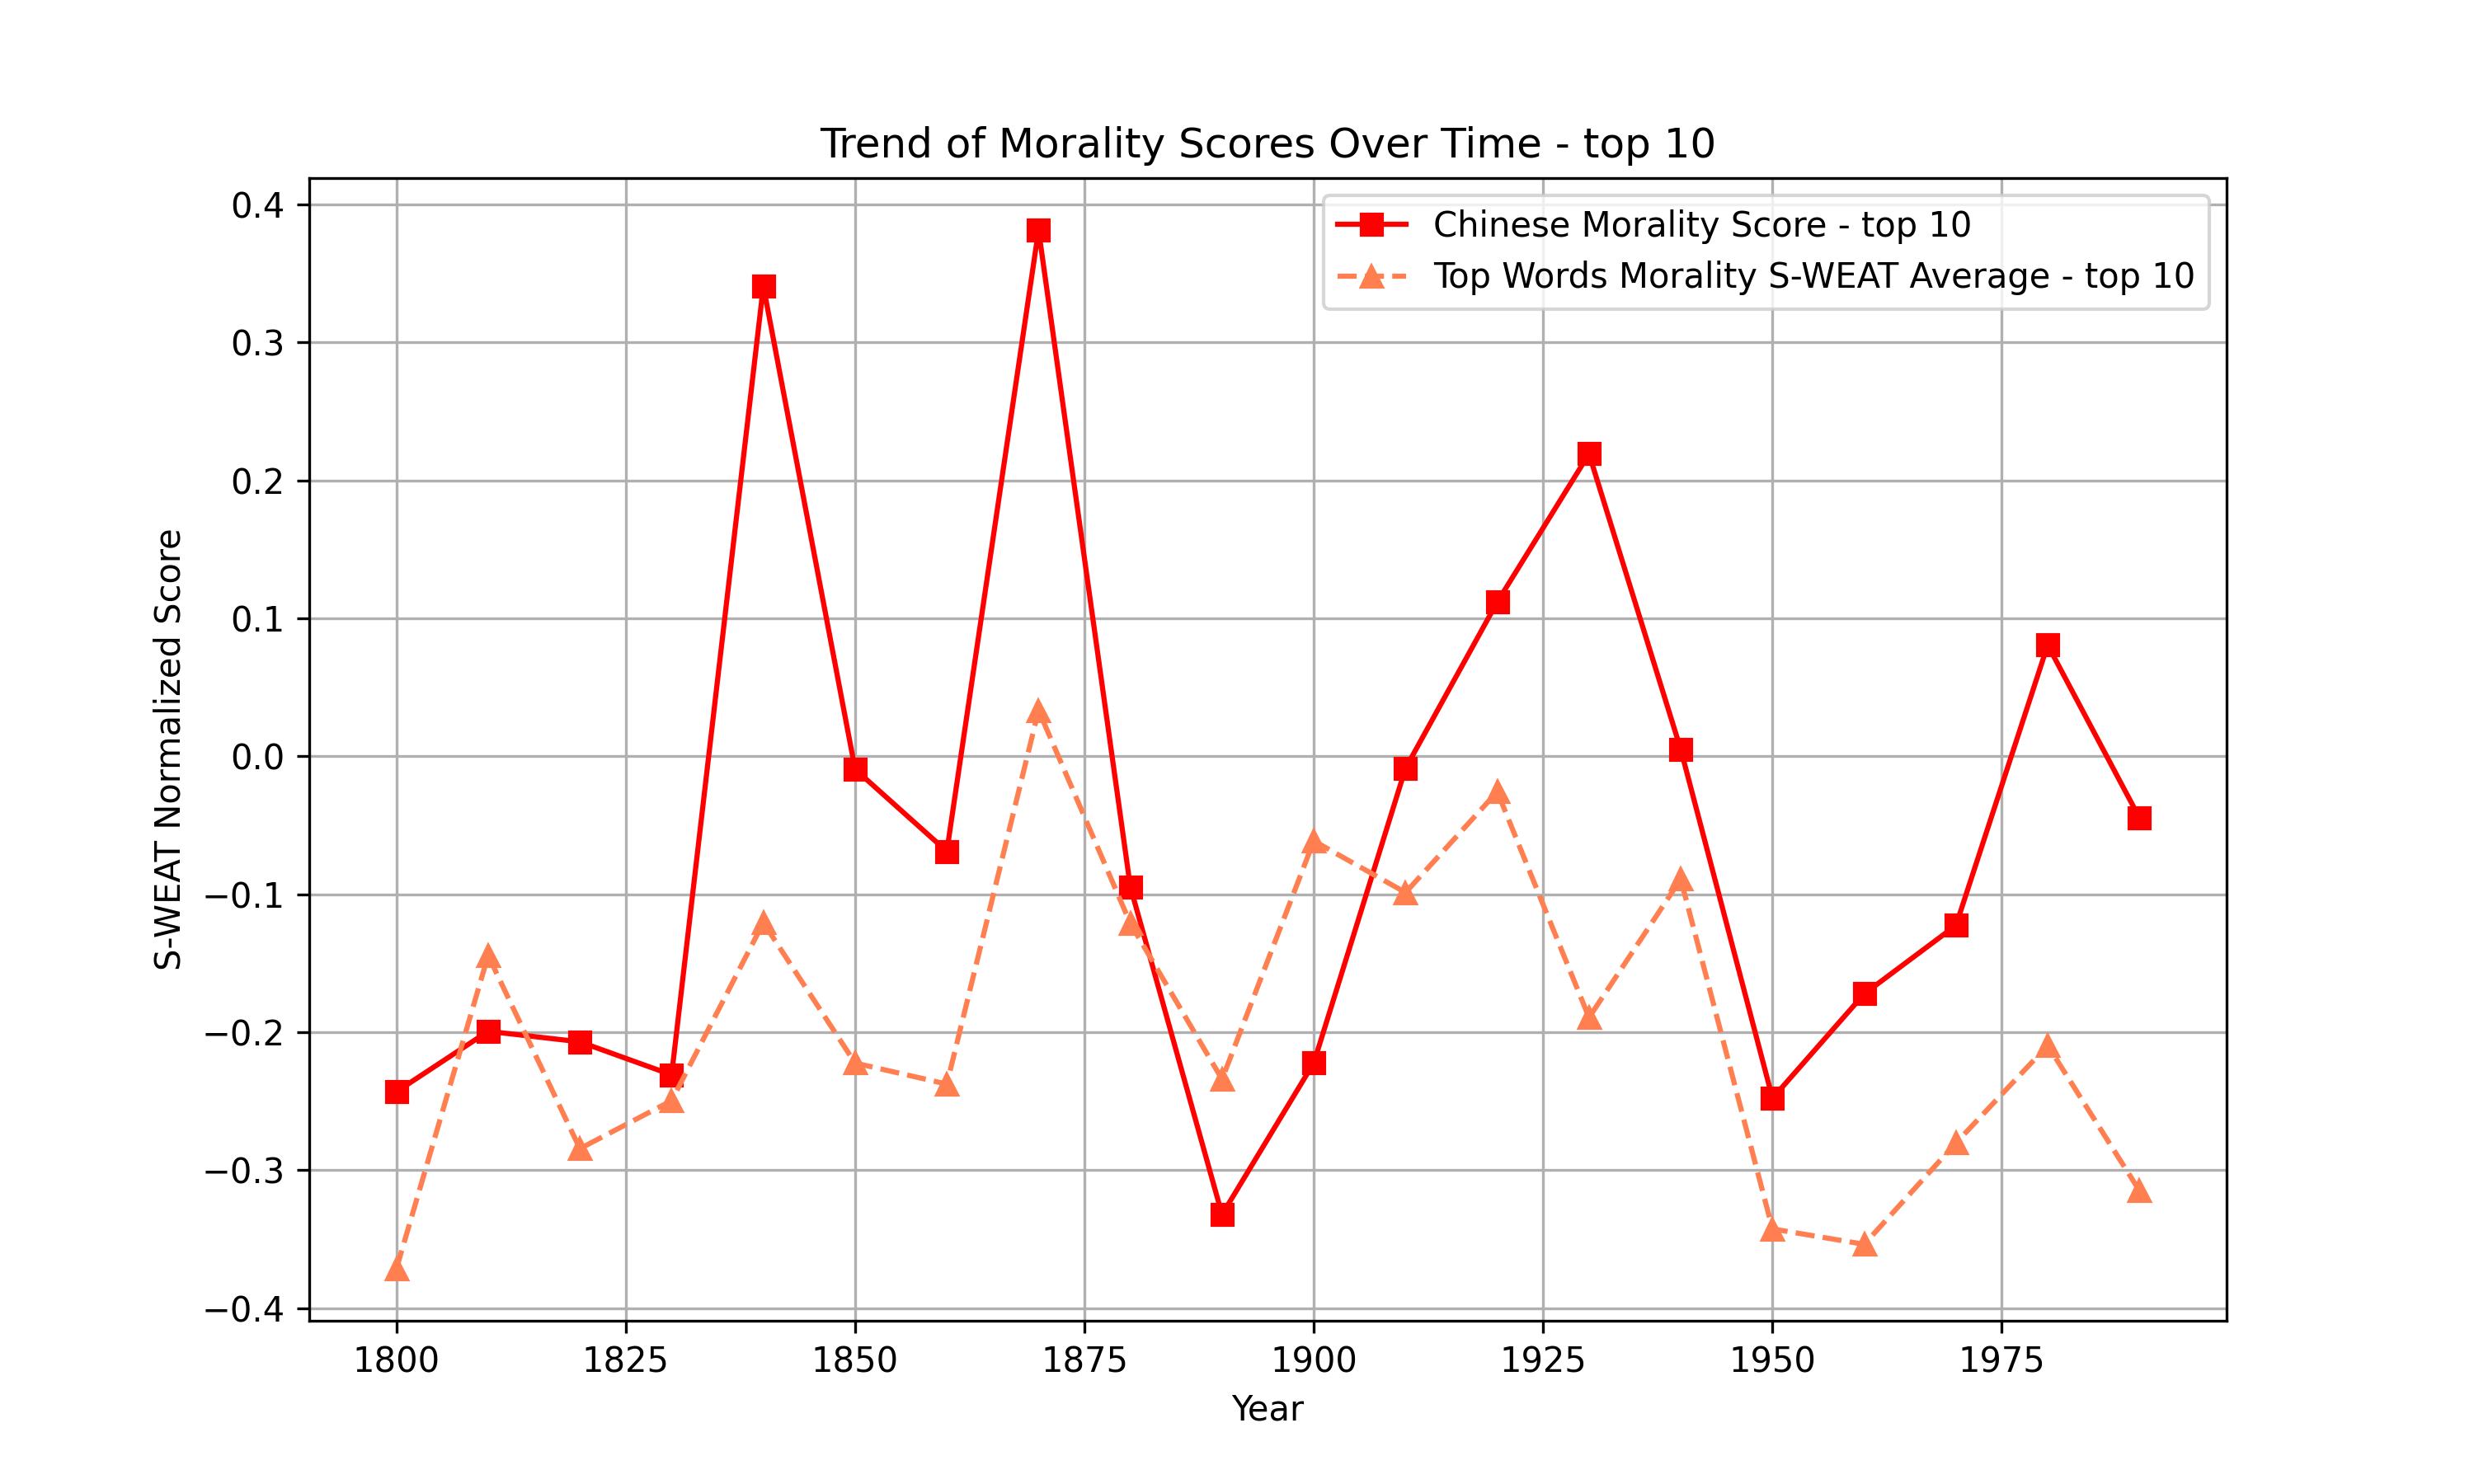 Trend of Morality Scores Over Time - top 10
Chinese Morality Score - top 10
Top Words Morality S-WEAT Average - top 10
S-WEAT Normalized Score
0.4
0.3
0.2
0.1
0.0
−0.1
−0.2
−0.3
−0.4
1800 1825 1850 1875 1900 1925 1950 1975
Year